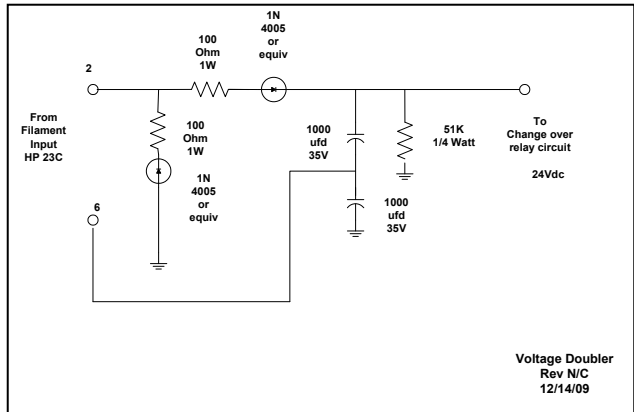 1N
4005
or
equiv
100
Ohm
1W
2
From
Filament
Input
HP 23C
100
Ohm
1W
1N
4005
or
equiv
6
1000
ufd
35V
51K
1/4 Watt
To
Change over
relay circuit
24Vdc
1000
ufd
35V
Voltage Doubler
Rev N/C
12/14/09